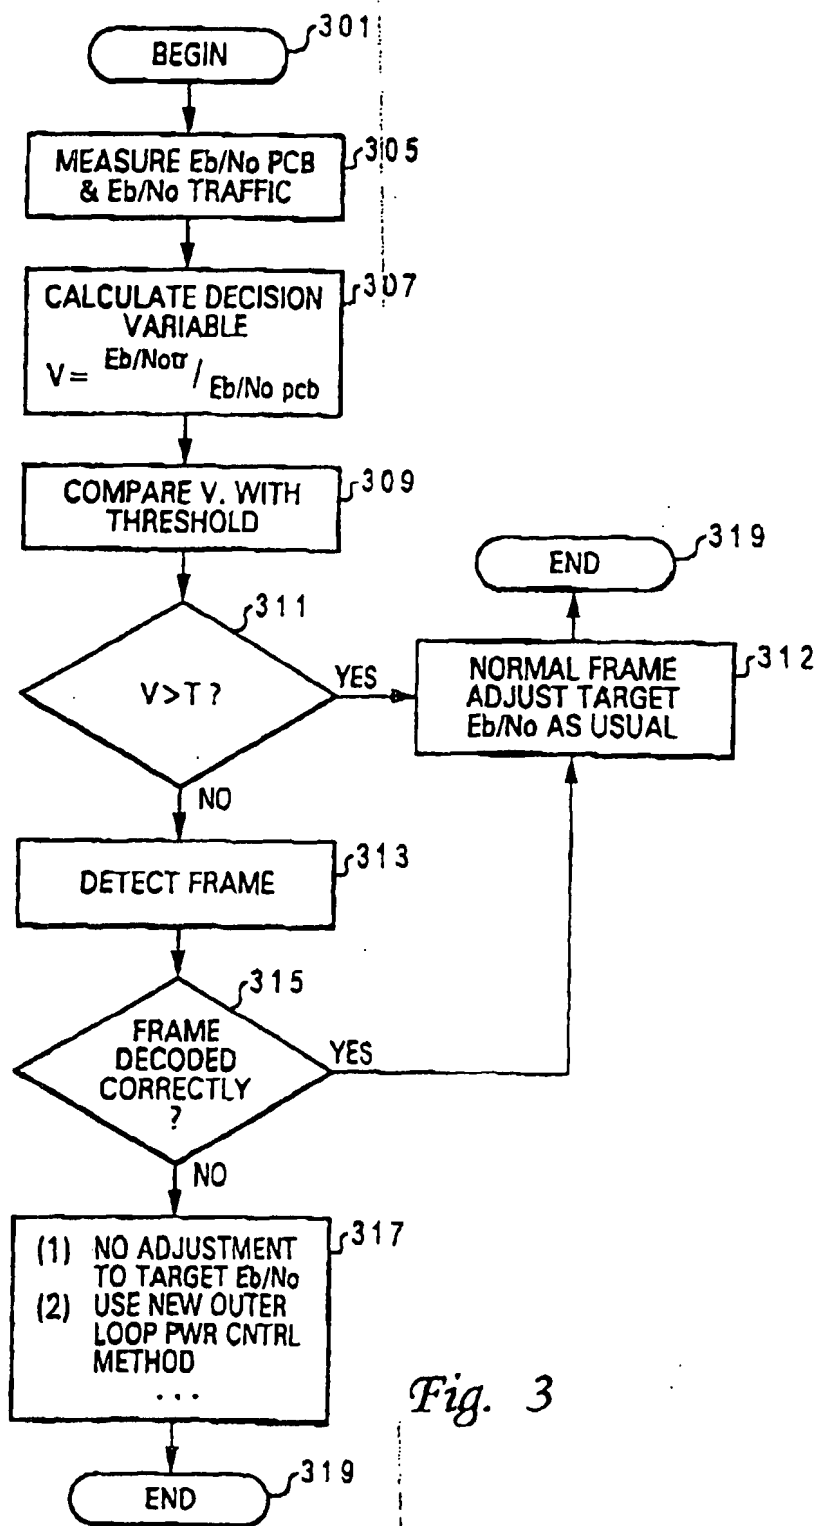 BEGIN
301
MEASURE Eb/No PCB
& Eb/No TRAFFIC
305
CALCULATE DECISION
VARIABLE
V= Eb/Notr / Eb/No pcb
307
COMPARE V. WITH
THRESHOLD
309
V>T ?
311
YES
NO
NORMAL FRAME
ADJUST TARGET
Eb/No AS USUAL
312
END
319
DETECT FRAME
313
FRAME
DECODED
CORRECTLY
?
315
YES
NO
(1) NO ADJUSTMENT
TO TARGET Eb/No
(2) USE NEW OUTER
LOOP PWR CNTRL
METHOD
...
317
END
319
Fig. 3